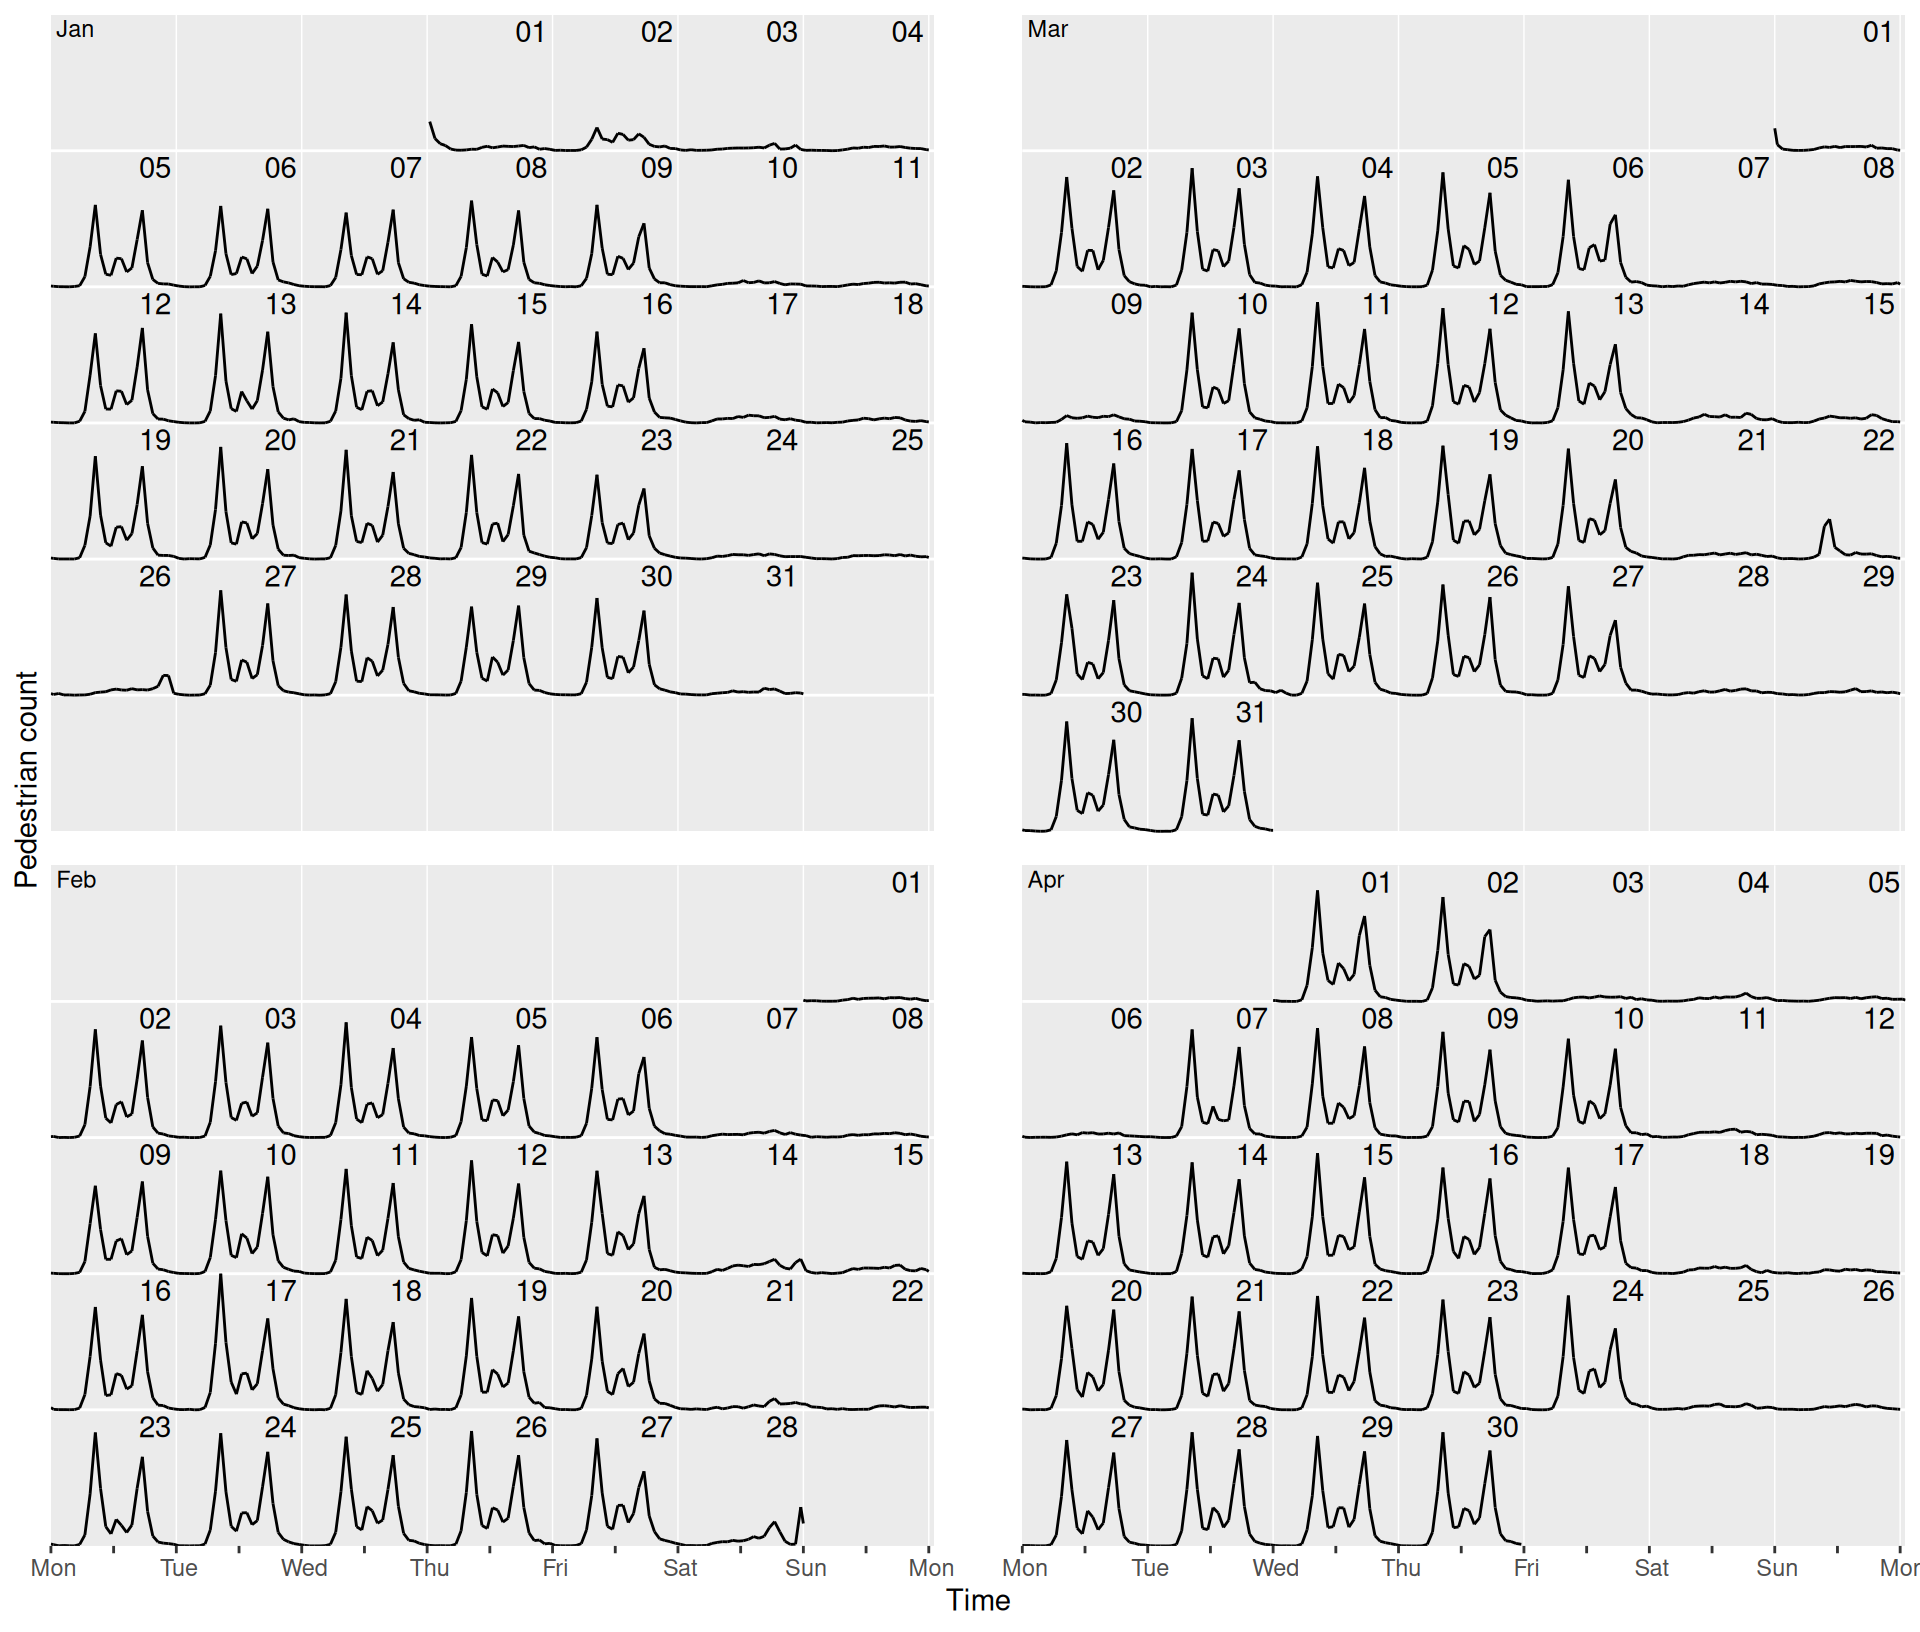 Jan
01 02 03 04
05 06 07 08 09 10 11
12 13 14 15 16 17 18
19 20 21 22 23 24 25
26 27 28 29 30 31
Mar
01
02 03 04 05 06 07 08
09 10 11 12 13 14 15
16 17 18 19 20 21 22
23 24 25 26 27 28 29
30 31
Pedestrian count
Feb
01
02 03 04 05 06 07 08
09 10 11 12 13 14 15
16 17 18 19 20 21 22
23 24 25 26 27 28
Mon Tue Wed Thu Fri Sat Sun Mon
Apr
01 02 03 04 05
06 07 08 09 10 11 12
13 14 15 16 17 18 19
20 21 22 23 24 25 26
27 28 29 30
Mon Tue Wed Thu Fri Sat Sun Mor
Time